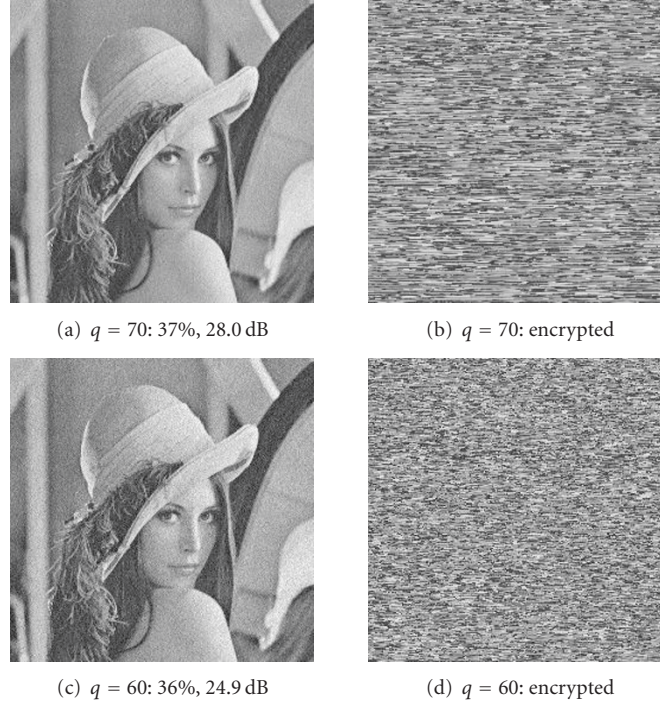 (a) q = 70: 37%, 28.0 dB
(b) q = 70: encrypted
(c) q = 60: 36%, 24.9 dB
(d) q = 60: encrypted